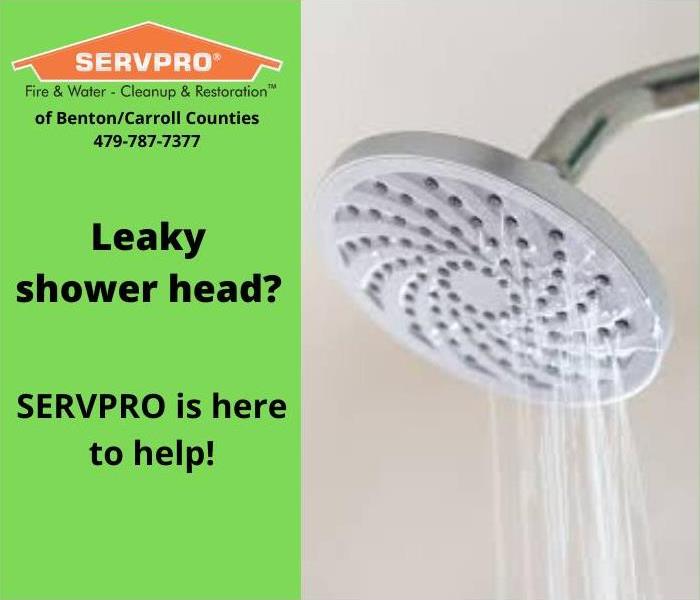 SERVPRO®
Fire & Water - Cleanup & Restoration™
of Benton/Carroll Counties
479-787-7377
Leaky
shower head?
SERVPRO is here
to help!